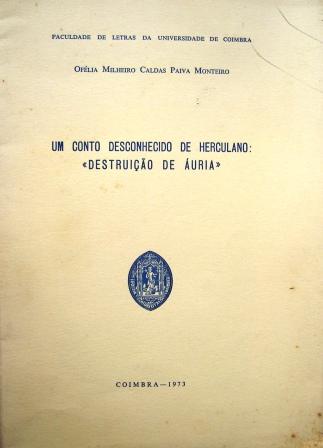 FACULDADE DE LETRAS DA UNIVERSIDADE DE COIMBRA
OFÉLIA MILHEIRO CALDAS PAIVA MONTEIRO
UM CONTO DESCONHECIDO DE HERCULANO:
«DESTRUIÇÃO DE ÁURIA»
COIMBRA—1973